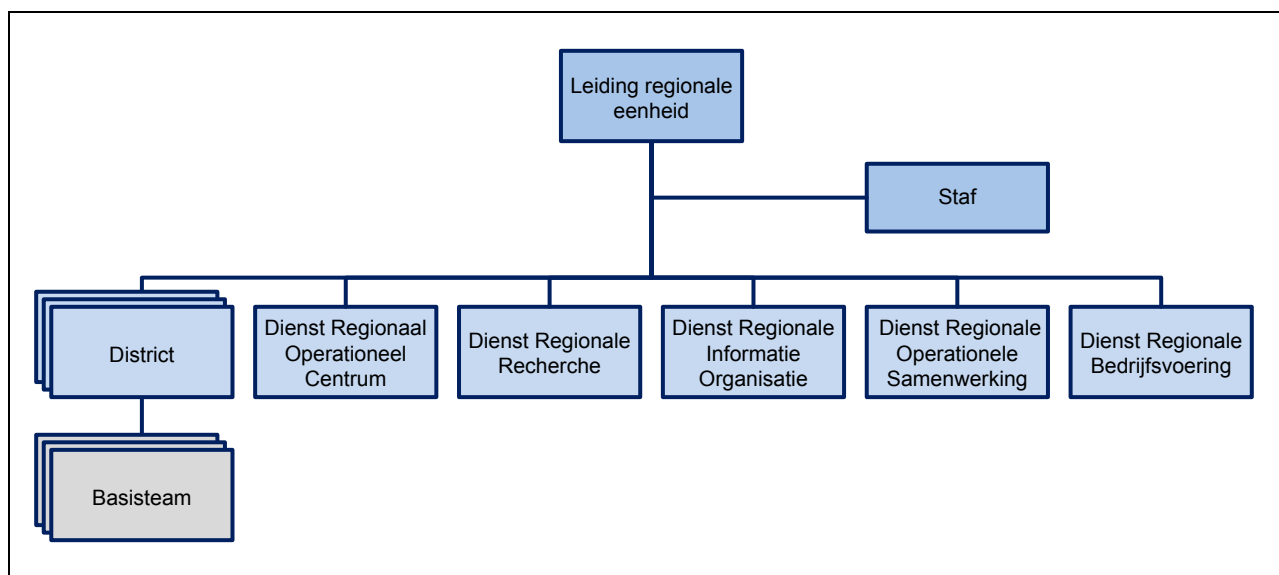 Leiding regionale
eenheid
Staf
District
Dienst Regionaal
Operationeel
Centrum
Dienst Regionale
Recherche
Dienst Regionale
Informatie
Organisatie
Dienst Regionale
Operationele
Samenwerking
Dienst Regionale
Bedrijfsvoering
Basisteam